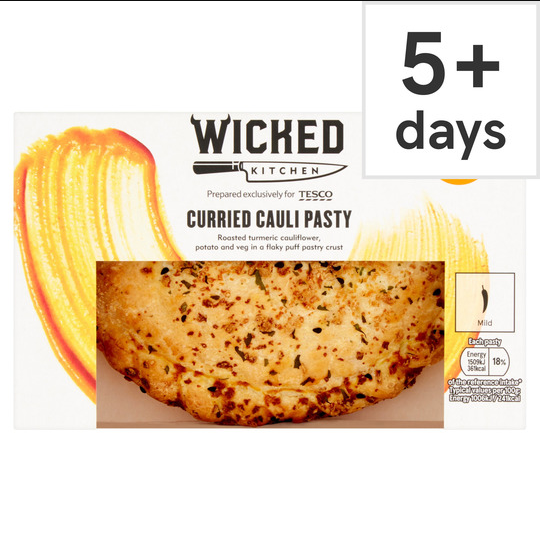 5+
days
WICKED
KITCHEN
Prepared exclusively for TESCO
CURRIED CAULI PASTY
Roasted turmeric cauliflower,
potato and veg in a flaky puff pastry crust
Mild
Each pasty
Energy
1509kJ
361kcal
18%
of the reference intake*
Typical values per 100g:
Energy 1006kJ / 241kcal